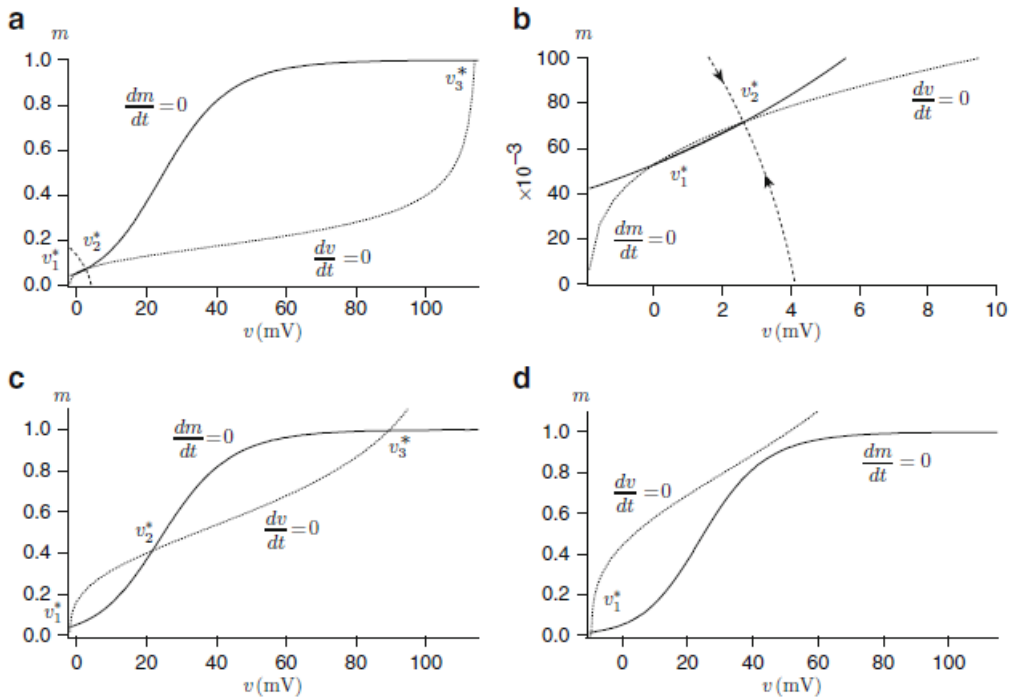 a
m
1.0
0.8
0.6
0.4
0.2
0.0
dm/dt = 0
v₃*
v₂*
v₁*
dv/dt = 0
0 20 40 60 80 100
v (mV)
b
m
100
80
60
40
20
0
×10⁻³
v₂*
dv/dt = 0
v₁*
dm/dt = 0
0 2 4 6 8 10
v (mV)
c
m
1.0
0.8
0.6
0.4
0.2
0.0
dm/dt = 0
v₃*
v₂*
dv/dt = 0
v₁*
0 20 40 60 80 100
v (mV)
d
m
1.0
0.8
0.6
0.4
0.2
0.0
dm/dt = 0
dv/dt = 0
v₁*
0 20 40 60 80 100
v (mV)